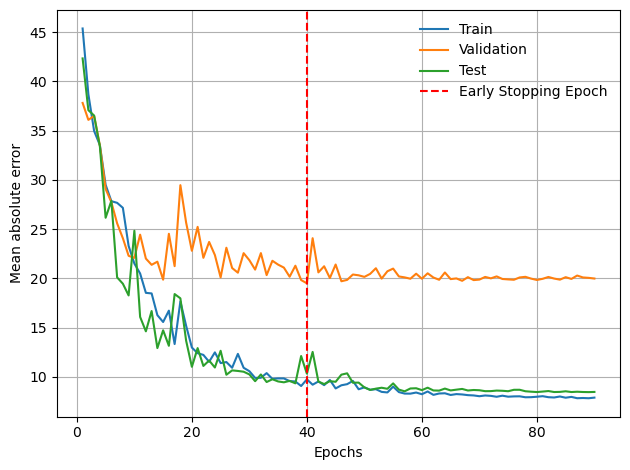 45
40
35
30
25
20
15
10
Mean absolute error
Train
Validation
Test
Early Stopping Epoch
0
20
40
60
80
Epochs